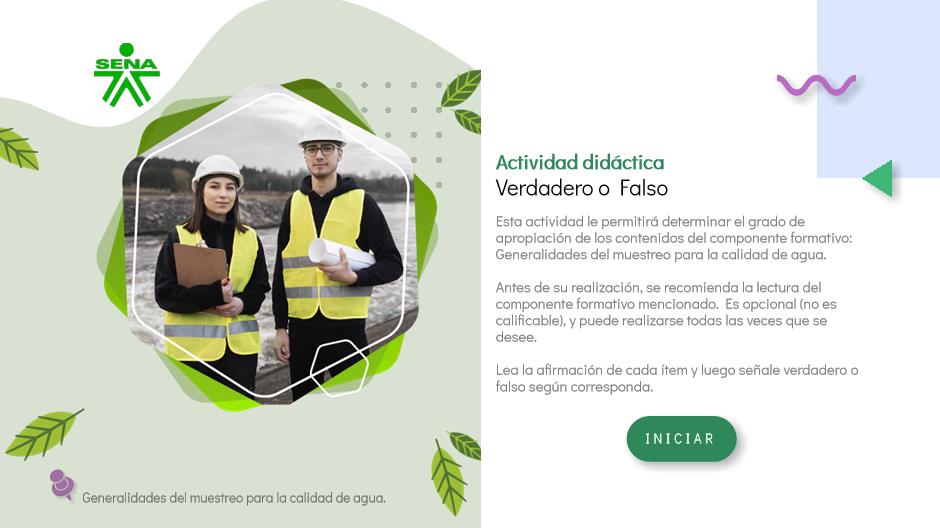 SENA
Actividad didáctica
Verdadero o Falso
Esta actividad le permitirá determinar el grado de
apropiación de los contenidos del componente formativo:
Generalidades del muestreo para la calidad de agua.
Antes de su realización, se recomienda la lectura del
componente formativo mencionado. Es opcional (no es
calificable), y puede realizarse todas las veces que se
desee.
Lea la afirmación de cada ítem y luego señale verdadero o
falso según corresponda.
INICIAR
Generalidades del muestreo para la calidad de agua.